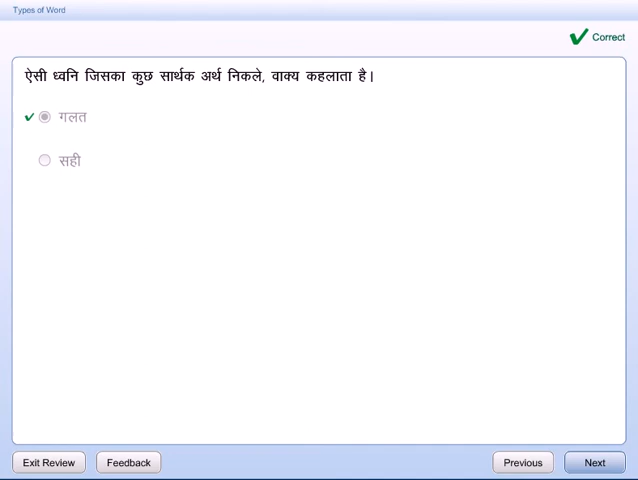 Types of Word
Correct
ऐसी ध्वनि जिसका कुछ सार्थक अर्थ निकले, वाक्य कहलाता है।
गलत
सही
Exit Review
Feedback
Previous
Next